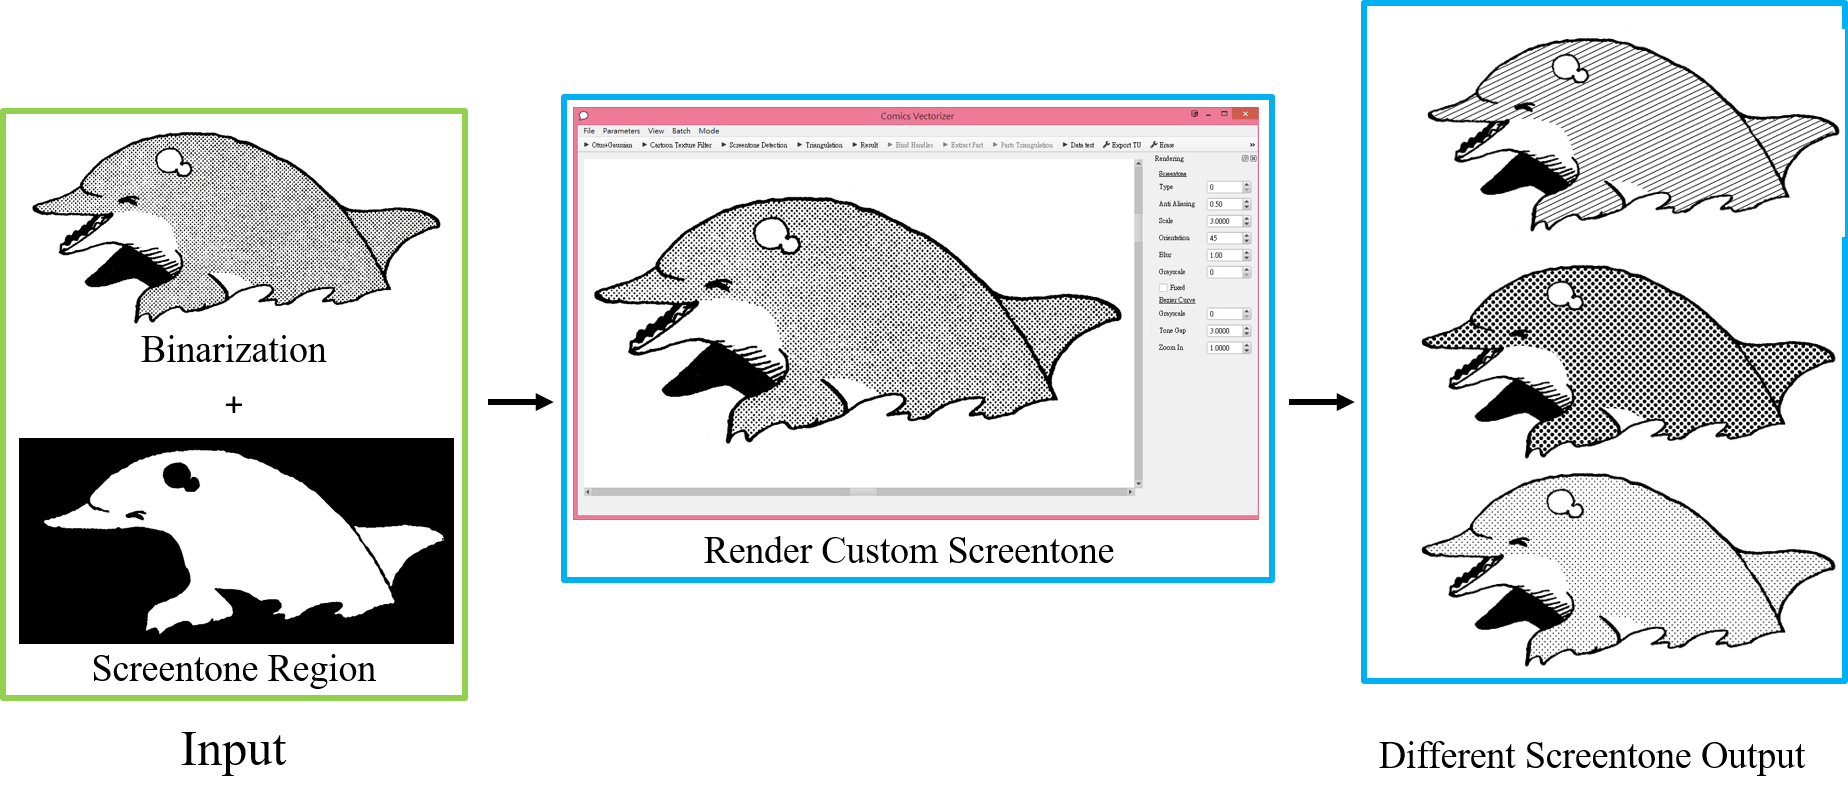 Binarization
+
Screentone Region
Input
Comics Vectorizer
File Parameters View Batch Mode
Otus+Gaussian Cartoon Texture Filter Screentone Detection Triangulation Result Bind Handles Extract Part Parts Triangulation Data test Export TU Erase »
Rendering
Screentone
Type 0
Anti Aliasing 0.50
Scale 3.0000
Orientation 45
Blur 1.00
Grayscale 0
Fixed
Bezier Curve
Grayscale 0
Tone Gap 3.0000
Zoom In 1.0000
Render Custom Screentone
Different Screentone Output